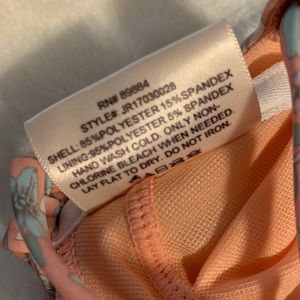 RN# 89884
STYLE#: JR17030028
SHELL: 85%POLYESTER 15%SPANDEX
LINING: 95%POLYESTER 5% SPANDEX
HAND WASH COLD. ONLY NON-
CHLORINE BLEACH WHEN NEEDED.
LAY FLAT TO DRY. DO NOT IRON.